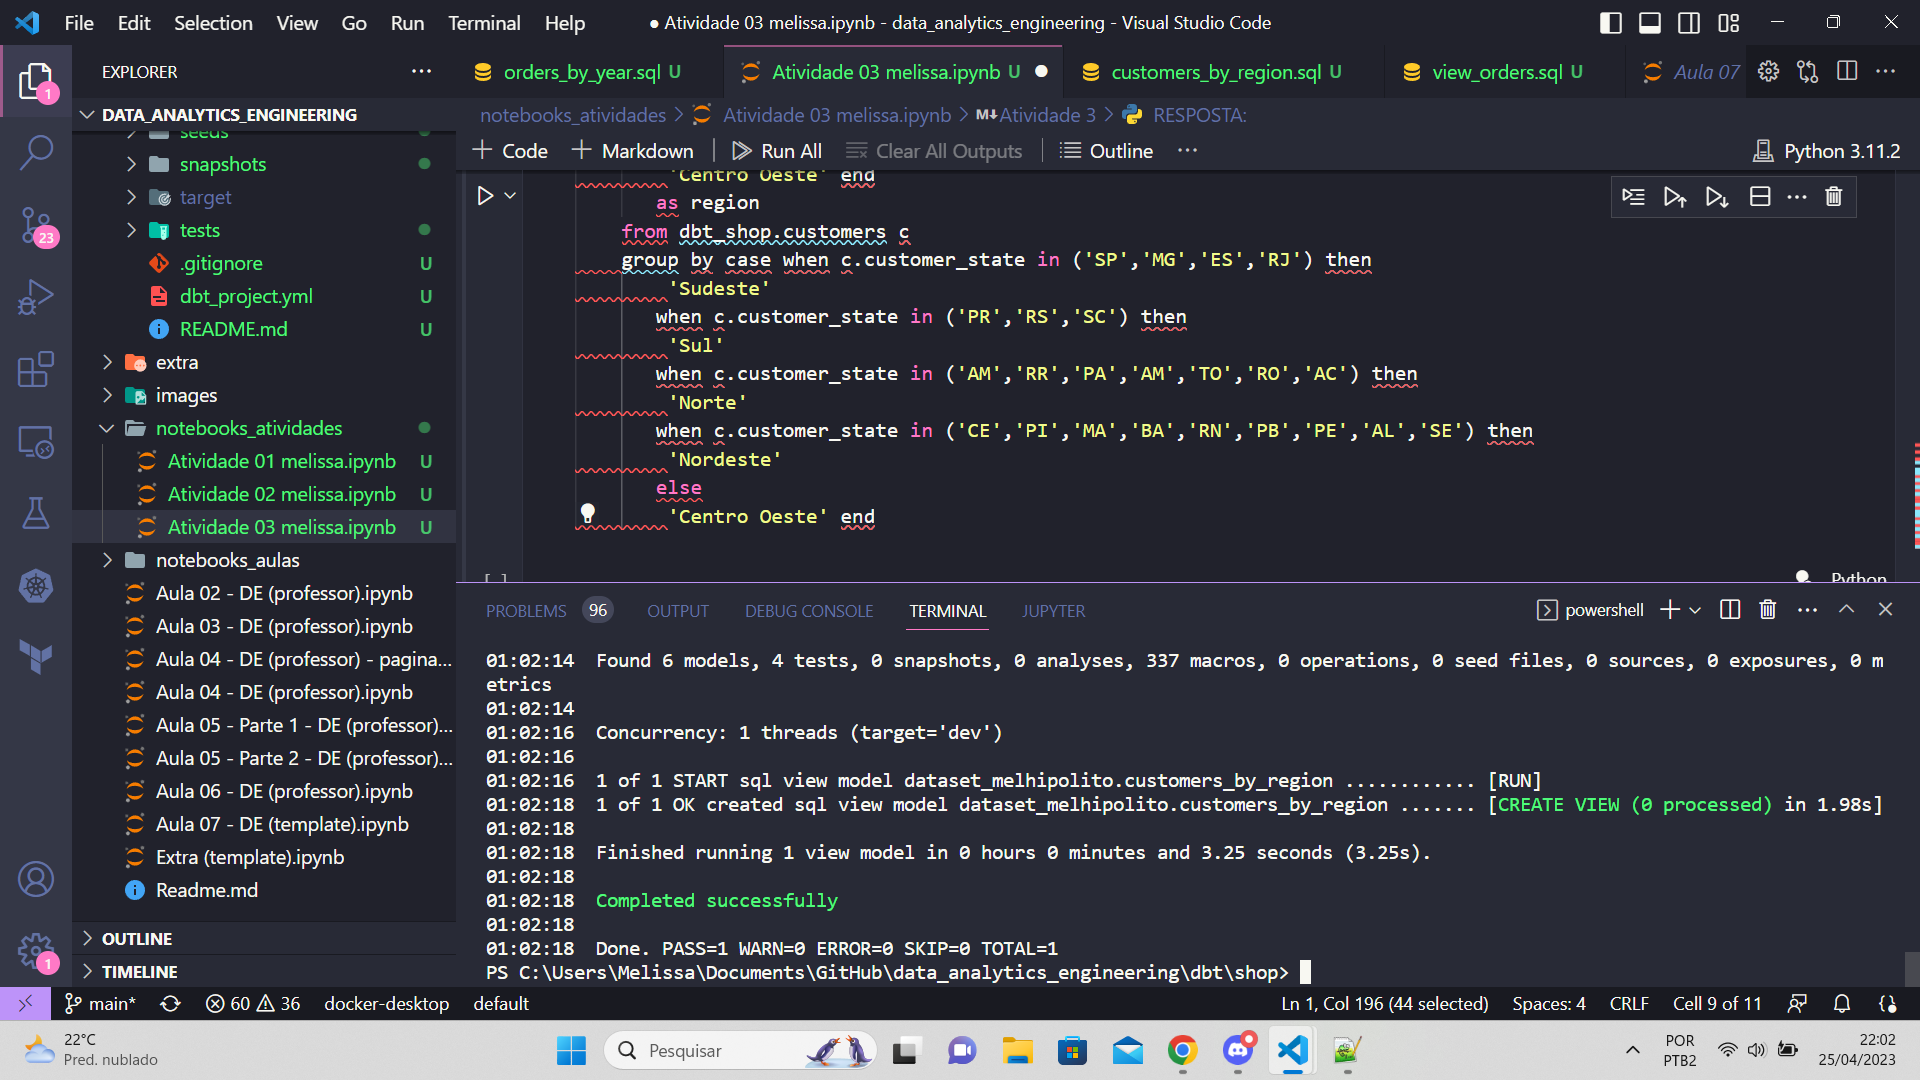 File Edit Selection View Go Run Terminal Help
● Atividade 03 melissa.ipynb - data_analytics_engineering - Visual Studio Code
EXPLORER
DATA_ANALYTICS_ENGINEERING
seeds
snapshots
target
tests
.gitignore U
dbt_project.yml U
README.md U
extra
images
notebooks_atividades
Atividade 01 melissa.ipynb U
Atividade 02 melissa.ipynb U
Atividade 03 melissa.ipynb U
notebooks_aulas
Aula 02 - DE (professor).ipynb
Aula 03 - DE (professor).ipynb
Aula 04 - DE (professor) - pagina...
Aula 04 - DE (professor).ipynb
Aula 05 - Parte 1 - DE (professor)...
Aula 05 - Parte 2 - DE (professor)...
Aula 06 - DE (professor).ipynb
Aula 07 - DE (template).ipynb
Extra (template).ipynb
Readme.md
OUTLINE
TIMELINE
1
23
1
orders_by_year.sql U
Atividade 03 melissa.ipynb U
customers_by_region.sql U
view_orders.sql U
Aula 07
notebooks_atividades > Atividade 03 melissa.ipynb > M↓Atividade 3 > RESPOSTA:
+ Code + Markdown Run All Clear All Outputs Outline ... Python 3.11.2
'Centro Oeste' end
as region
from dbt_shop.customers c
group by case when c.customer_state in ('SP','MG','ES','RJ') then
'Sudeste'
when c.customer_state in ('PR','RS','SC') then
'Sul'
when c.customer_state in ('AM','RR','PA','AM','TO','RO','AC') then
'Norte'
when c.customer_state in ('CE','PI','MA','BA','RN','PB','PE','AL','SE') then
'Nordeste'
else
'Centro Oeste' end
[ ]
Python
PROBLEMS 96 OUTPUT DEBUG CONSOLE TERMINAL JUPYTER
powershell
01:02:14 Found 6 models, 4 tests, 0 snapshots, 0 analyses, 337 macros, 0 operations, 0 seed files, 0 sources, 0 exposures, 0 m
etrics
01:02:14
01:02:16 Concurrency: 1 threads (target='dev')
01:02:16
01:02:16 1 of 1 START sql view model dataset_melhipolito.customers_by_region ............ [RUN]
01:02:18 1 of 1 OK created sql view model dataset_melhipolito.customers_by_region ....... [CREATE VIEW (0 processed) in 1.98s]
01:02:18
01:02:18 Finished running 1 view model in 0 hours 0 minutes and 3.25 seconds (3.25s).
01:02:18
01:02:18 Completed successfully
01:02:18
01:02:18 Done. PASS=1 WARN=0 ERROR=0 SKIP=0 TOTAL=1
PS C:\Users\Melissa\Documents\GitHub\data_analytics_engineering\dbt\shop>
main* 60 36 docker-desktop default
Ln 1, Col 196 (44 selected) Spaces: 4 CRLF Cell 9 of 11
22°C
Pred. nublado
Pesquisar
POR
PTB2
22:02
25/04/2023